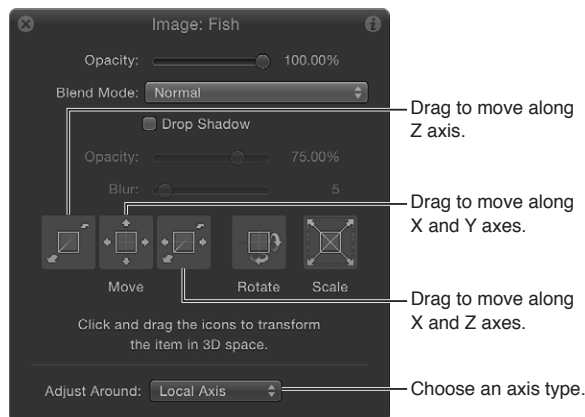 Image: Fish
Opacity: 100.00%
Blend Mode: Normal
Drop Shadow
Opacity: 75.00%
Blur: 5
Move Rotate Scale
Click and drag the icons to transform
the item in 3D space.
Adjust Around: Local Axis
Drag to move along
Z axis.
Drag to move along
X and Y axes.
Drag to move along
X and Z axes.
Choose an axis type.